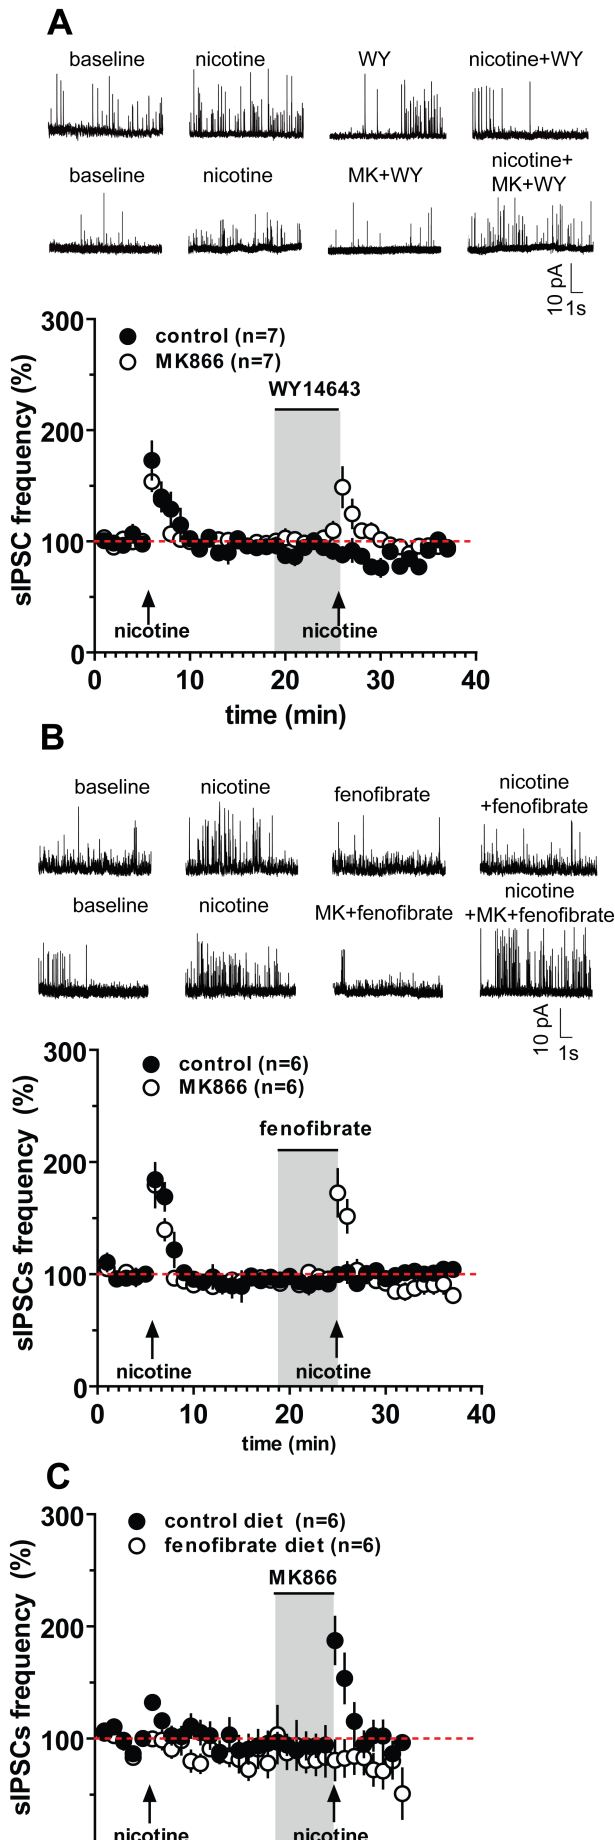 A
baseline nicotine WY nicotine+WY
baseline nicotine MK+WY nicotine+
MK+WY
10 pA
1s
300
control (n=7)
MK866 (n=7)
WY14643
200
100
0
sIPSC frequency (%)
nicotine nicotine
0 10 20 30 40
time (min)
B
baseline nicotine fenofibrate nicotine
+fenofibrate
baseline nicotine MK+fenofibrate nicotine
+MK+fenofibrate
10 pA
1s
300
control (n=6)
MK866 (n=6)
fenofibrate
200
100
0
sIPSCs frequency (%)
nicotine nicotine
0 10 20 30 40
time (min)
C
300
control diet (n=6)
fenofibrate diet (n=6)
MK866
200
100
sIPSCs frequency (%)
nicotine nicotine